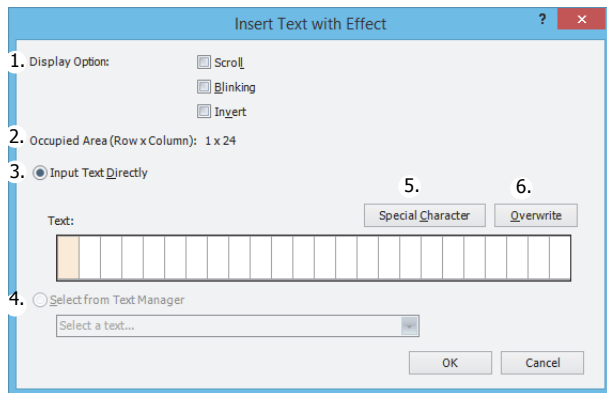 Insert Text with Effect ? ×
1. Display Option: Scroll
Blinking
Invert
2. Occupied Area (Row x Column): 1 x 24
3. Input Text Directly
5. 6.
Text: Special Character Overwrite
4. Select from Text Manager
Select a text...
OK Cancel